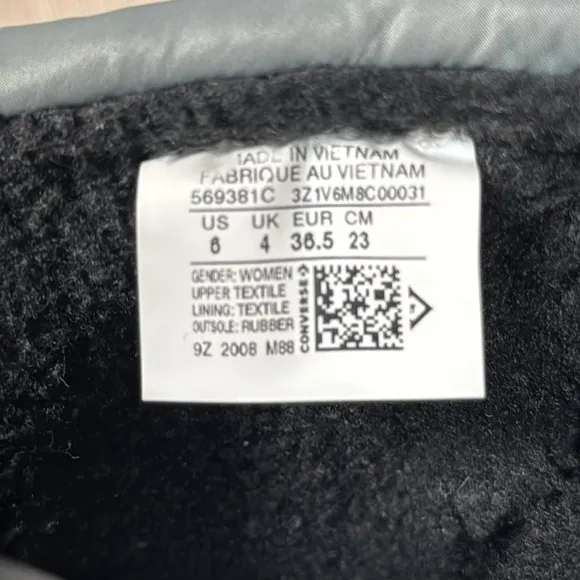 MADE IN VIETNAM
FABRIQUE AU VIETNAM
569381C 3Z1V6M8C00031
US UK EUR CM
6 4 36.5 23
GENDER: WOMEN
UPPER TEXTILE
LINING: TEXTILE
OUTSOLE: RUBBER
CONVERSE
9Z 2008 M88